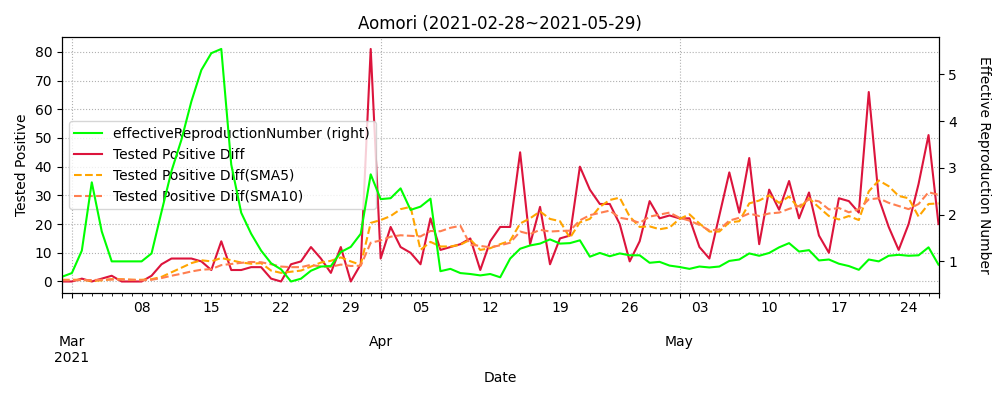 Aomori (2021-02-28~2021-05-29)
80
70
60
50
40
30
20
10
0
Tested Positive
5
4
3
2
1
Effective Reproduction Number
effectiveReproductionNumber (right)
Tested Positive Diff
Tested Positive Diff(SMA5)
Tested Positive Diff(SMA10)
08 15 22 29 05 12 19 26 03 10 17 24
Mar Apr May
2021
Date